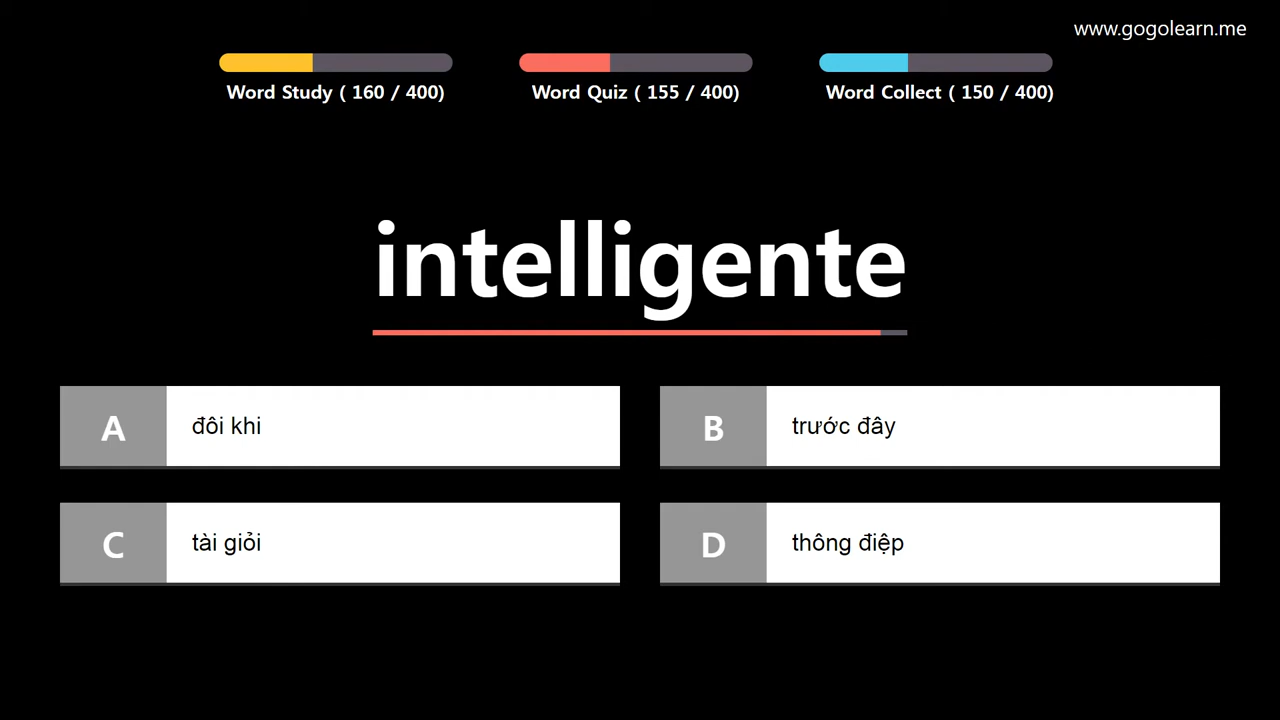 www.gogolearn.me
Word Study ( 160 / 400)
Word Quiz ( 155 / 400)
Word Collect ( 150 / 400)
intelligente
A
đôi khi
B
trước đây
C
tài giỏi
D
thông điệp